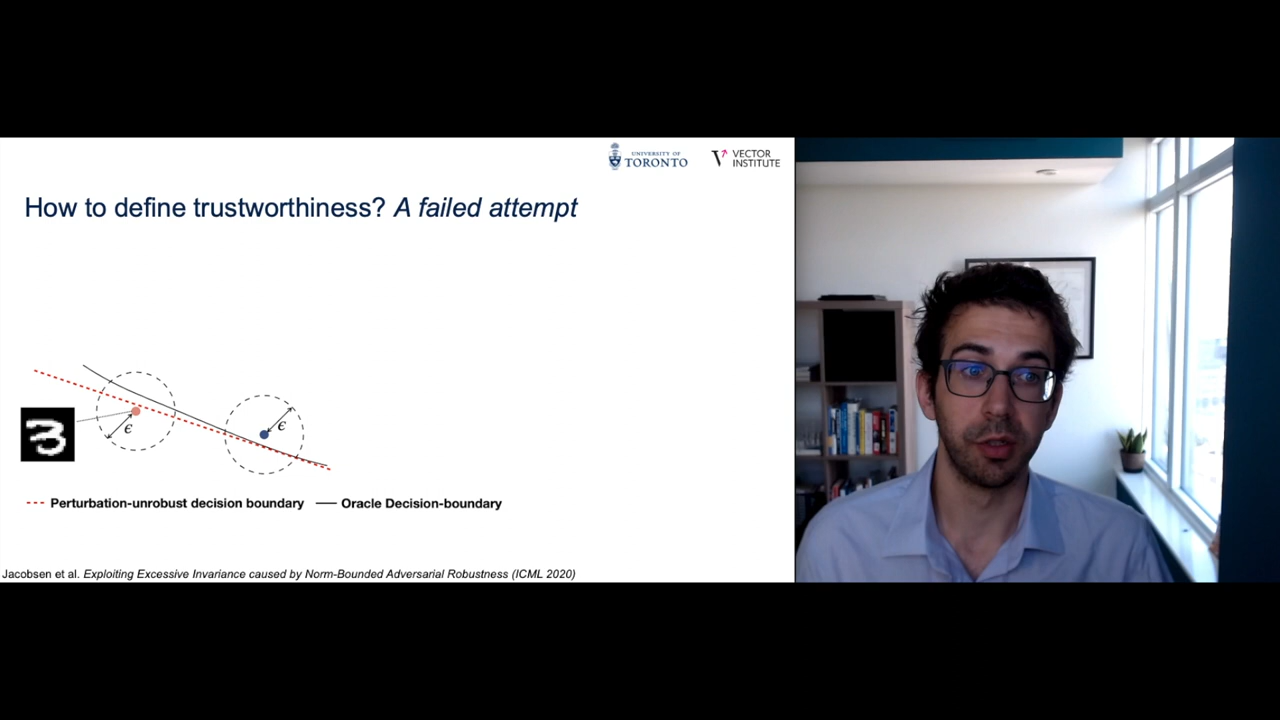 UNIVERSITY OF
TORONTO
VECTOR
INSTITUTE
How to define trustworthiness? A failed attempt
ϵ
ϵ
3
Perturbation-unrobust decision boundary
Oracle Decision-boundary
Jacobsen et al. Exploiting Excessive Invariance caused by Norm-Bounded Adversarial Robustness (ICML 2020)